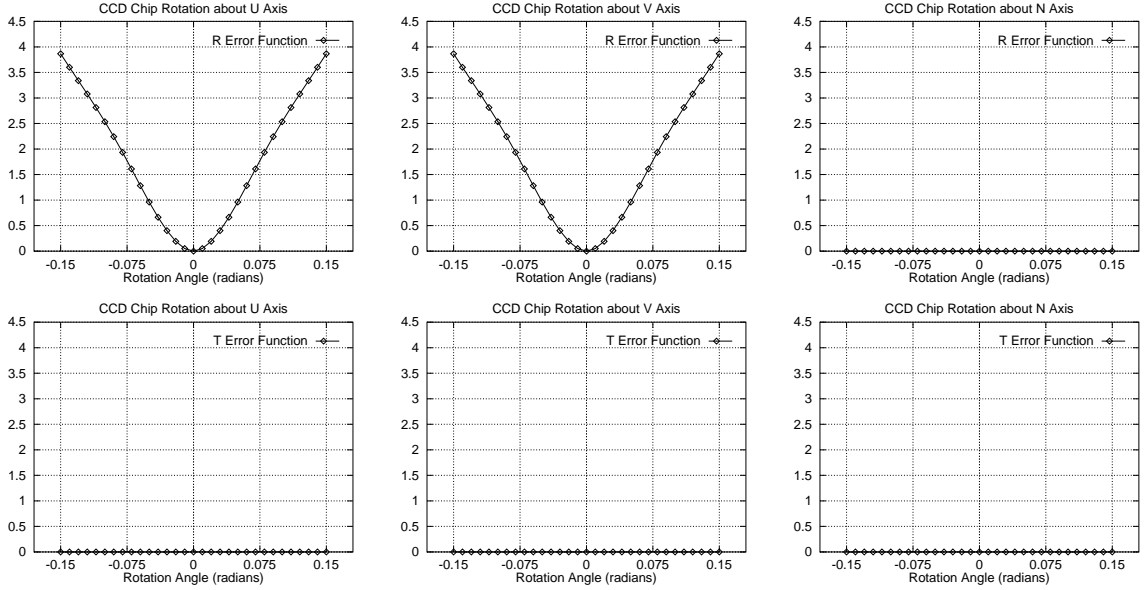 CCD Chip Rotation about U Axis
4.5
4
3.5
3
2.5
2
1.5
1
0.5
0
R Error Function
-0.15 -0.075 0 0.075 0.15
Rotation Angle (radians)
CCD Chip Rotation about V Axis
4.5
4
3.5
3
2.5
2
1.5
1
0.5
0
R Error Function
-0.15 -0.075 0 0.075 0.15
Rotation Angle (radians)
CCD Chip Rotation about N Axis
4.5
4
3.5
3
2.5
2
1.5
1
0.5
0
R Error Function
-0.15 -0.075 0 0.075 0.15
Rotation Angle (radians)
CCD Chip Rotation about U Axis
4.5
4
3.5
3
2.5
2
1.5
1
0.5
0
T Error Function
-0.15 -0.075 0 0.075 0.15
Rotation Angle (radians)
CCD Chip Rotation about V Axis
4.5
4
3.5
3
2.5
2
1.5
1
0.5
0
T Error Function
-0.15 -0.075 0 0.075 0.15
Rotation Angle (radians)
CCD Chip Rotation about N Axis
4.5
4
3.5
3
2.5
2
1.5
1
0.5
0
T Error Function
-0.15 -0.075 0 0.075 0.15
Rotation Angle (radians)